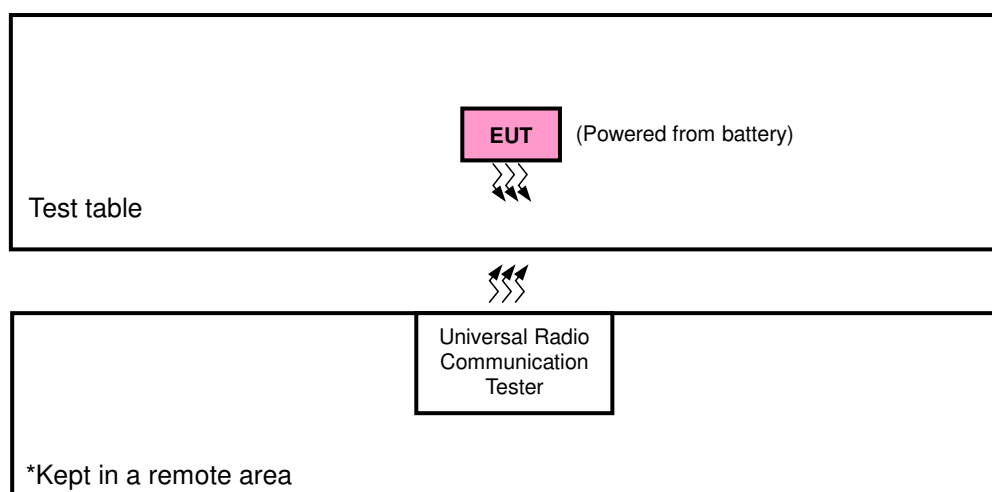 EUT
(Powered from battery)
Test table
Universal Radio
Communication
Tester
*Kept in a remote area